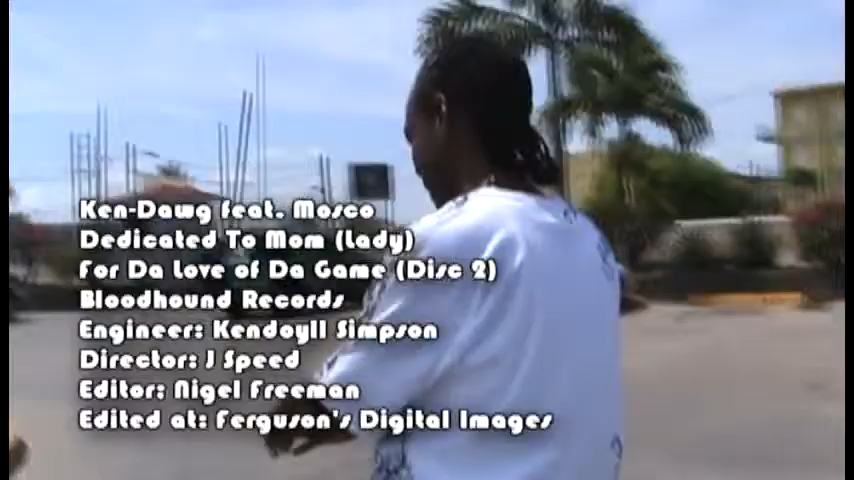 Ken-Dawg feat. Mosco
Dedicated To Mom (Lady)
For Da Love of Da Game (Disc 2)
Bloodhound Records
Engineer: Kendoyll Simpson
Director: J Speed
Editor: Nigel Freeman
Edited at: Ferguson's Digital Images